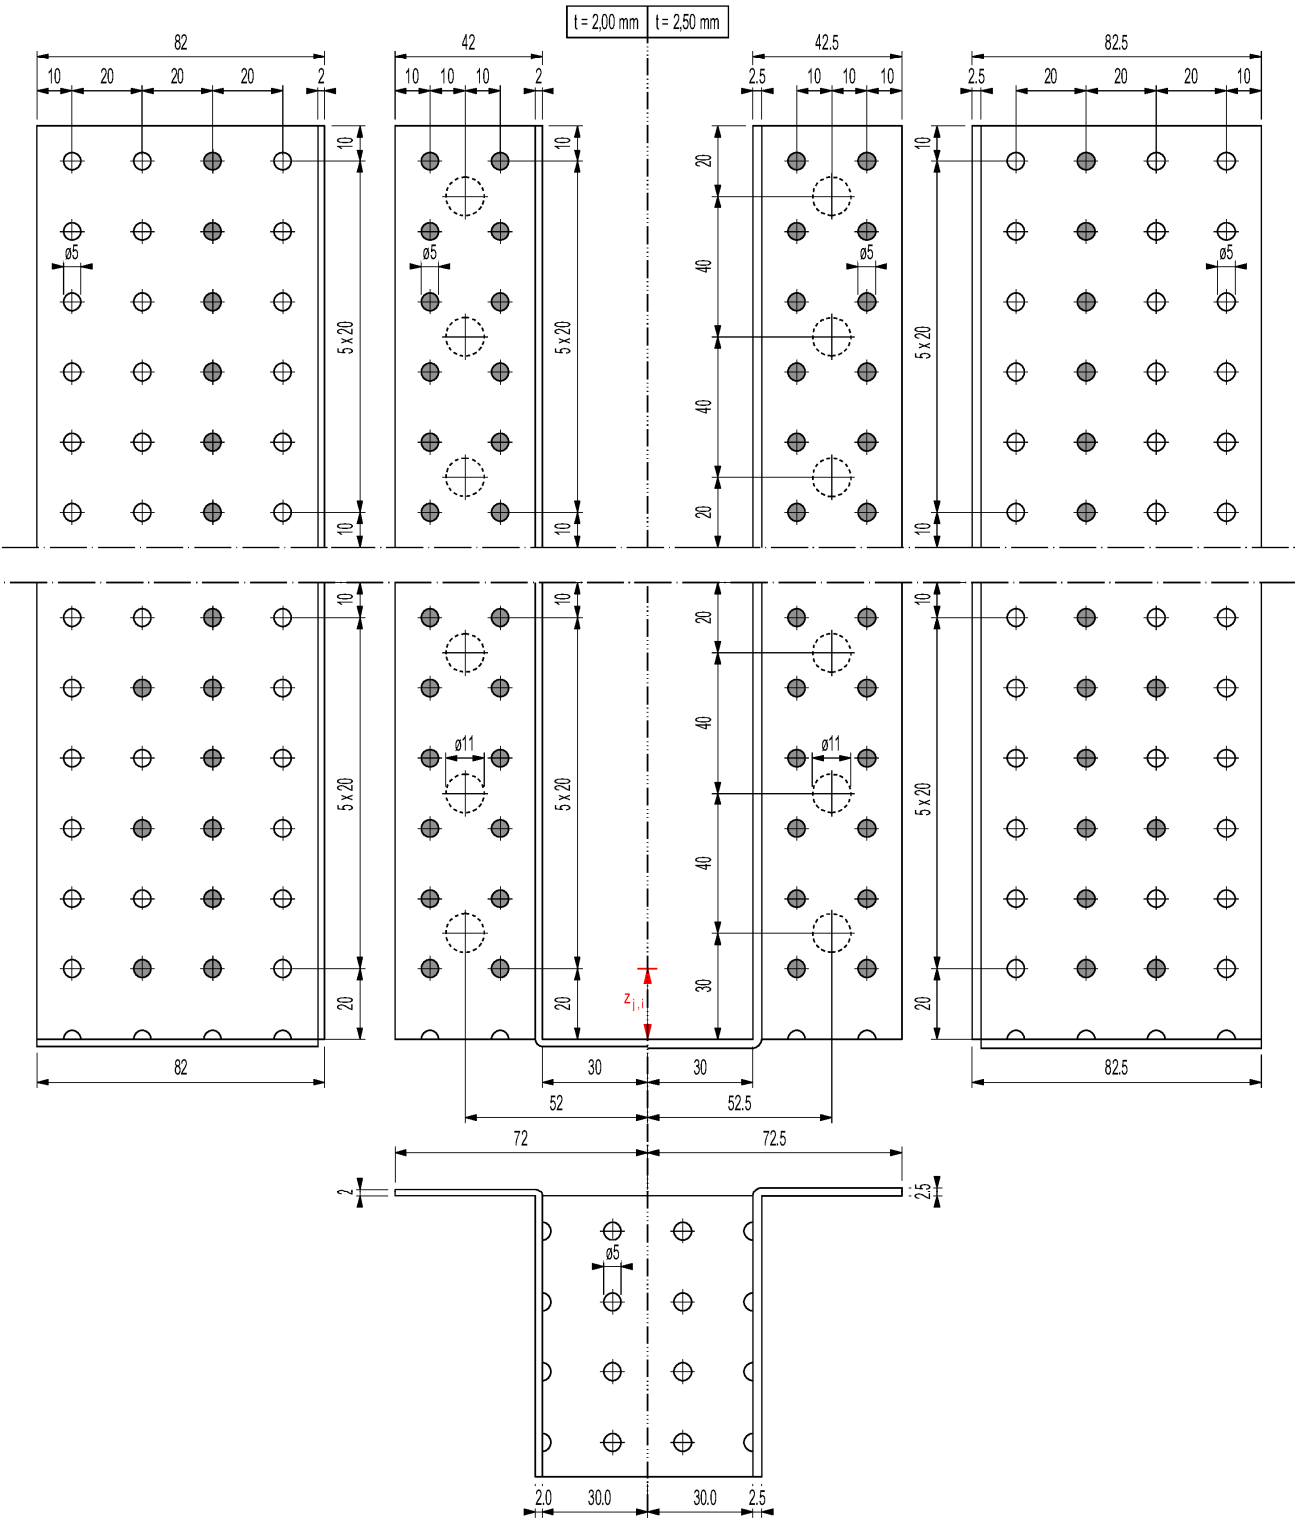 t = 2,00 mm t = 2,50 mm
82 42 42.5 82.5
10 20 20 20 2 10 10 10 2 2.5 10 10 10 2.5 20 20 20 10
10 20 10
ø5 ø5 40 ø5 ø5
5 x 20 5 x 20 5 x 20
40
10 10 20 10
10 10 20 10
40
ø11 ø11
5 x 20 5 x 20 5 x 20
40
20 20 z j,i 30 20
82 30 30 82.5
52 52.5
72 72.5
2 2.5
ø5
2.0 30.0 30.0 2.5